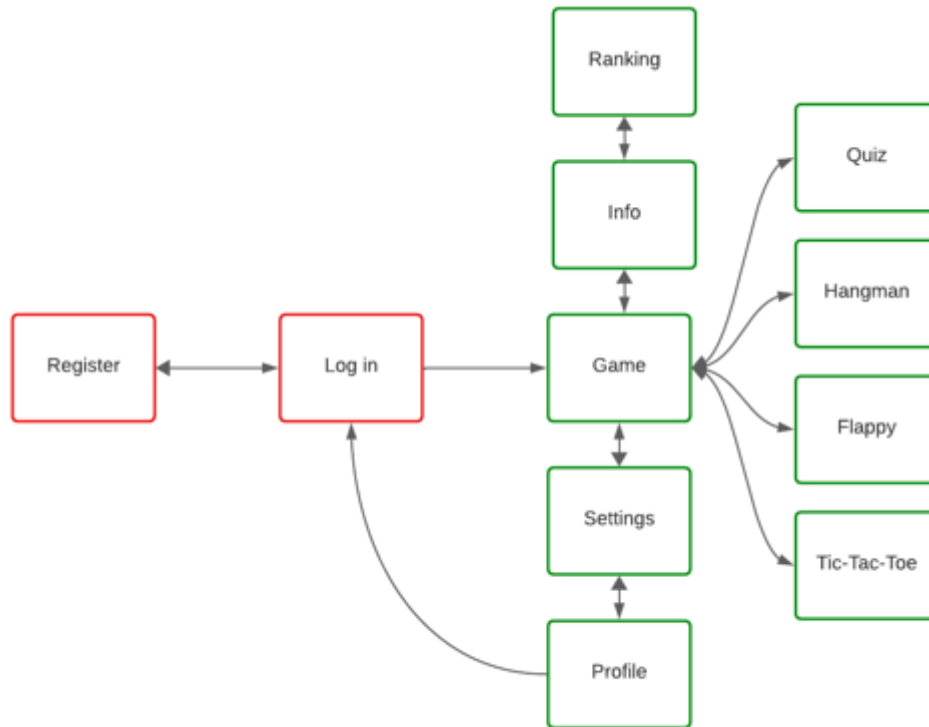 Ranking
Quiz
Info
Hangman
Register
Log in
Game
Flappy
Settings
Tic-Tac-Toe
Profile